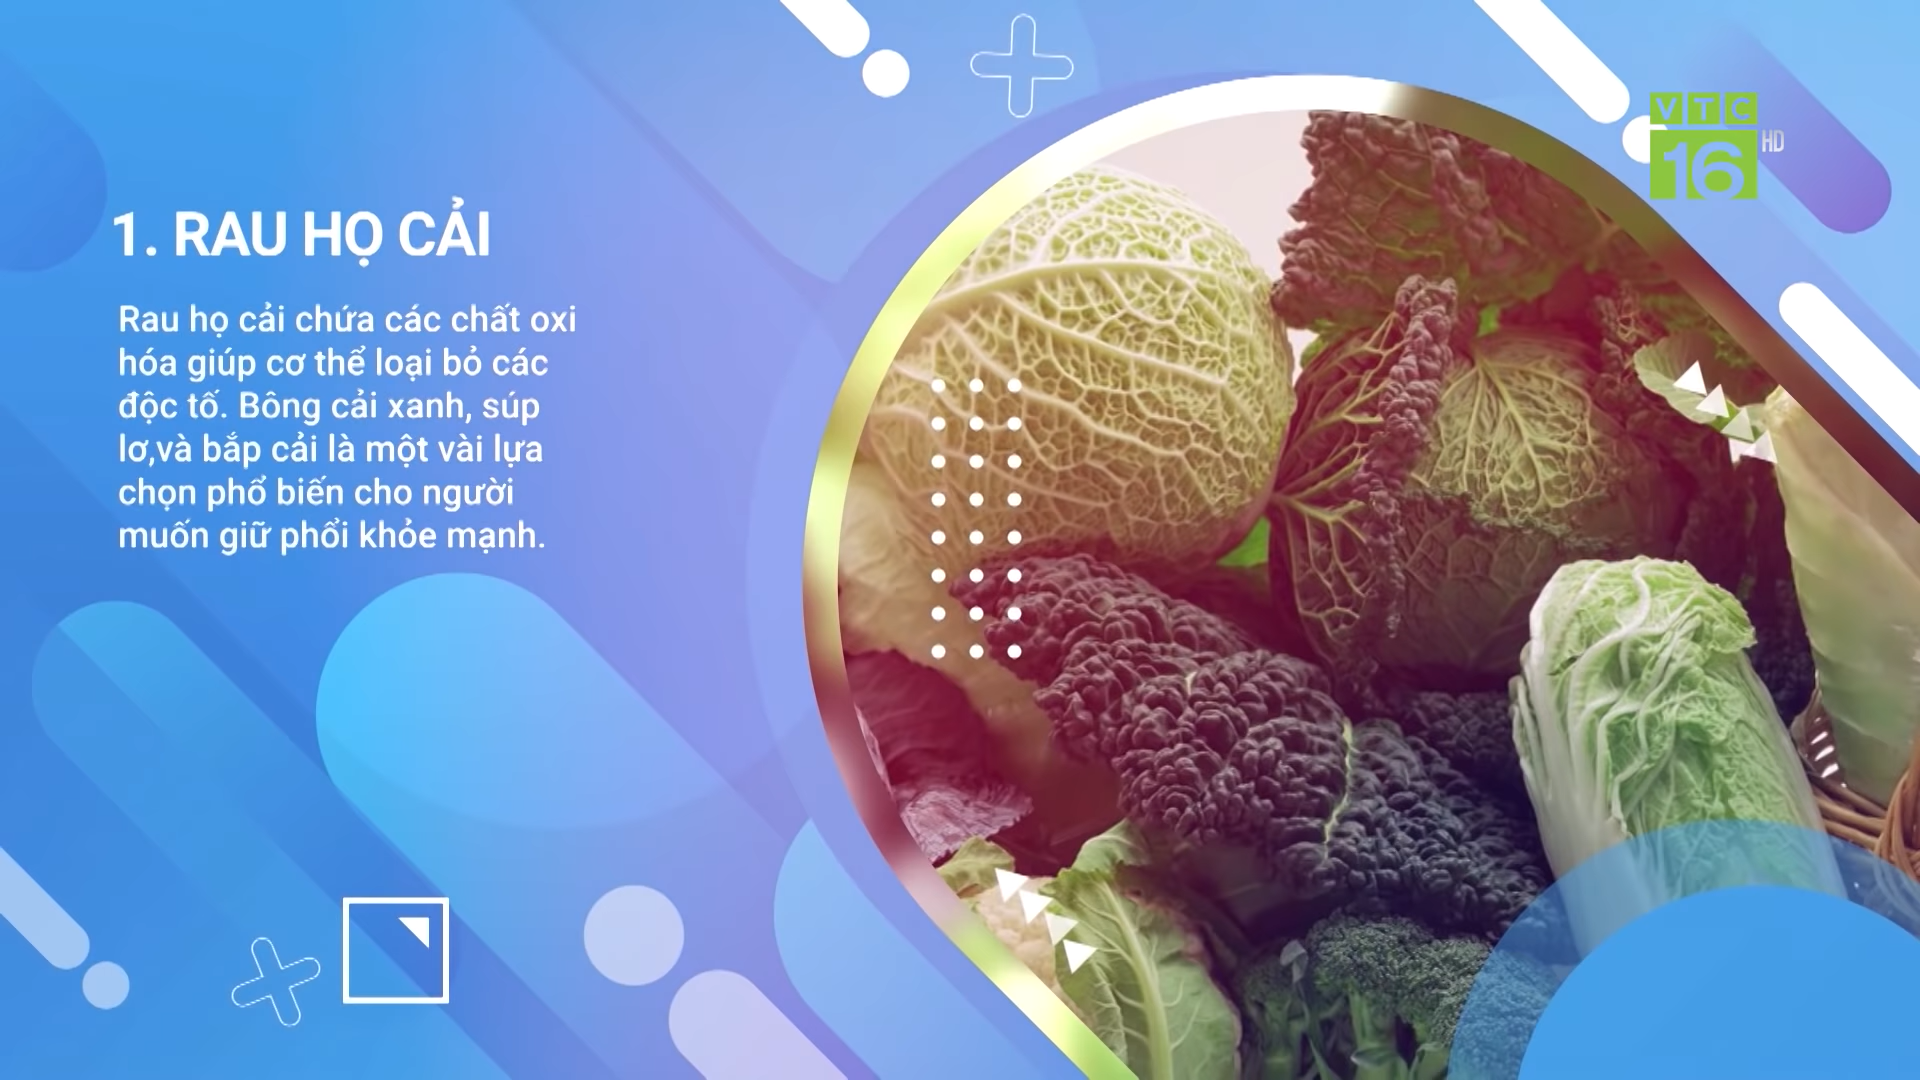 VTC
16 HD
1. RAU HỌ CẢI
Rau họ cải chứa các chất oxi
hóa giúp cơ thể loại bỏ các
độc tố. Bông cải xanh, súp
lơ,và bắp cải là một vài lựa
chọn phổ biến cho người
muốn giữ phổi khỏe mạnh.